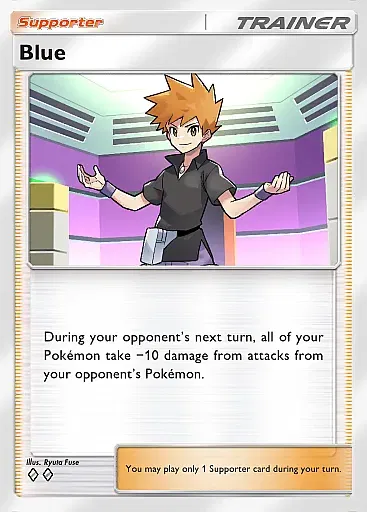 Supporter
TRAINER
Blue
During your opponent's next turn, all of your
Pokémon take −10 damage from attacks from
your opponent's Pokémon.
Illus. Ryuta Fuse
You may play only 1 Supporter card during your turn.